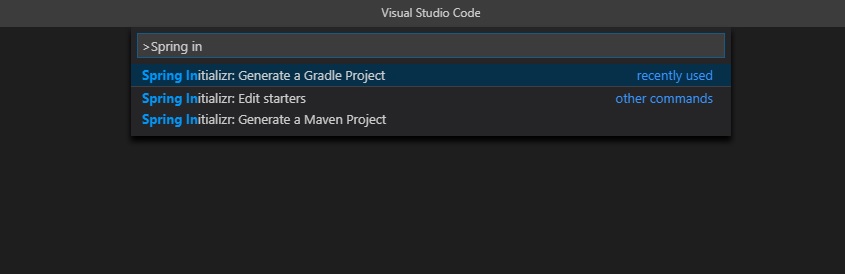 Visual Studio Code
>Spring in
Spring Initializr: Generate a Gradle Project recently used
Spring Initializr: Edit starters other commands
Spring Initializr: Generate a Maven Project